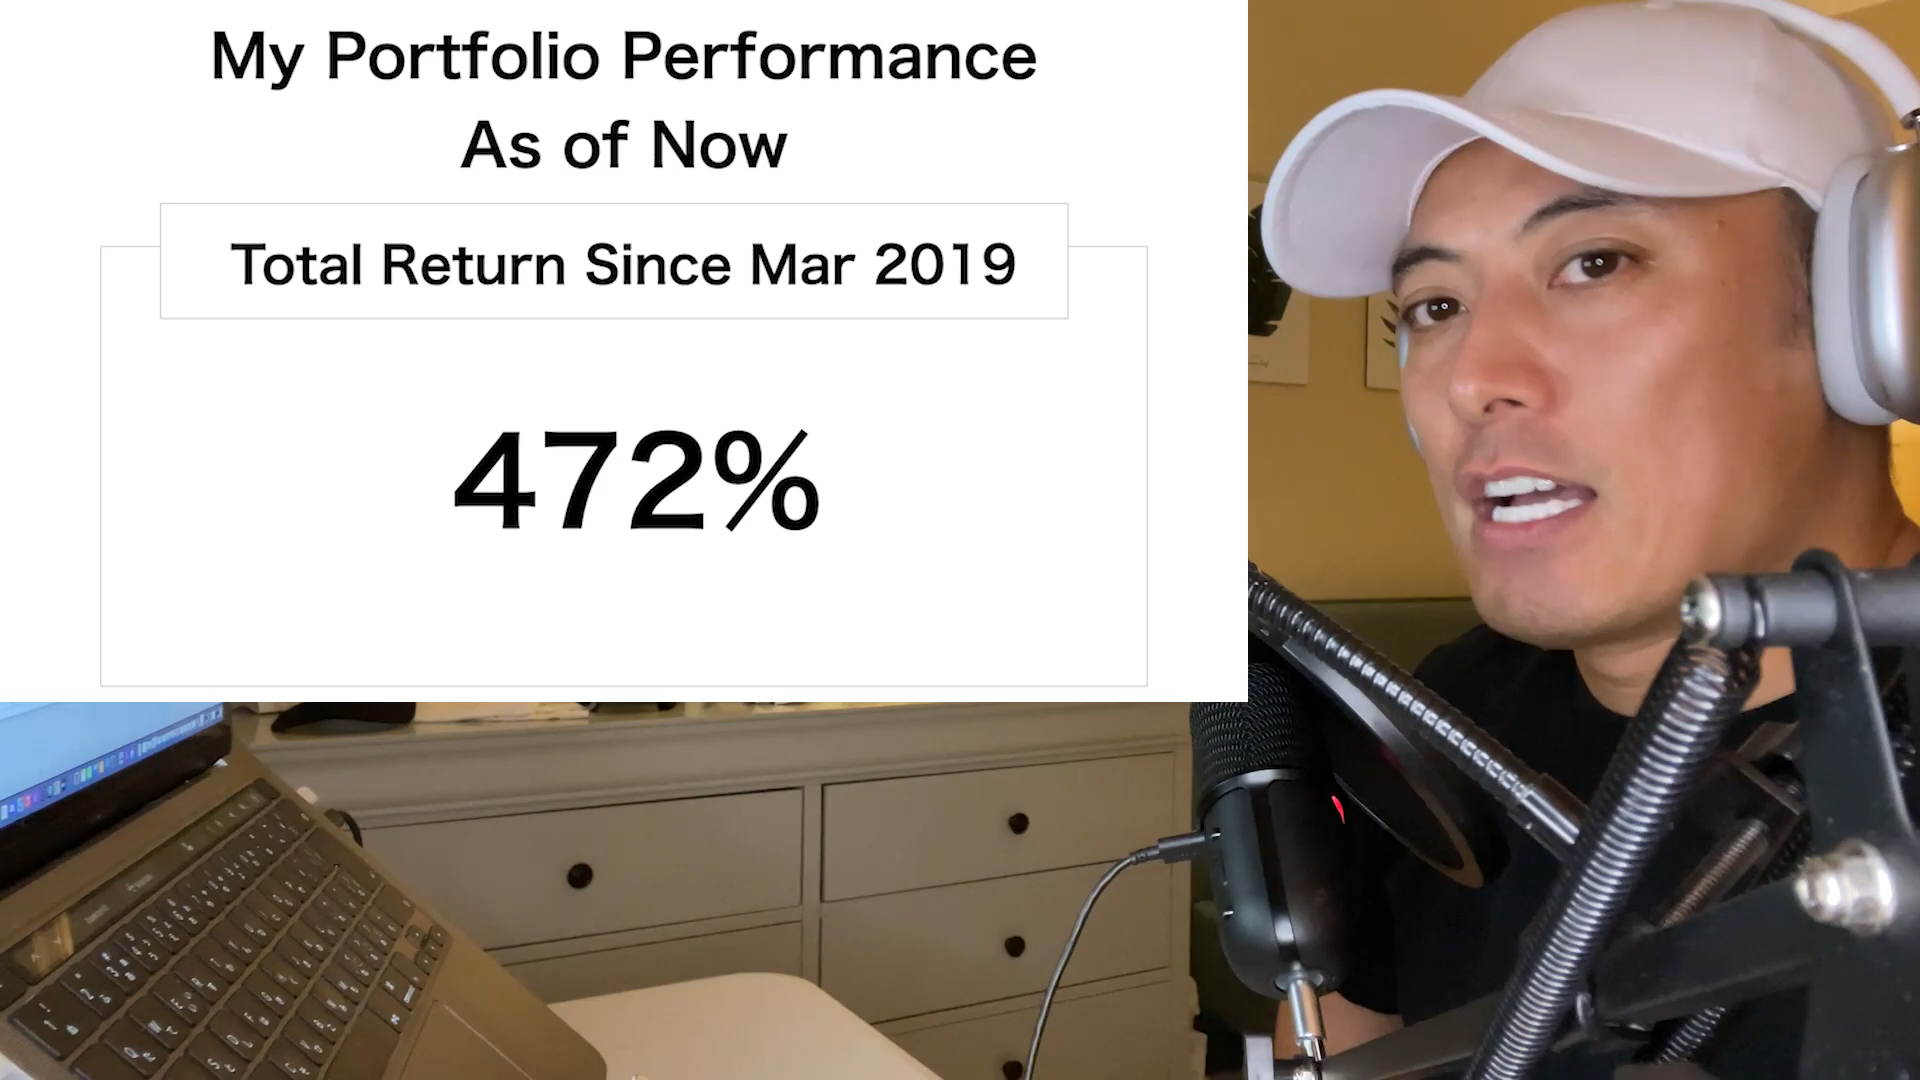 My Portfolio Performance
As of Now
Total Return Since Mar 2019
472%